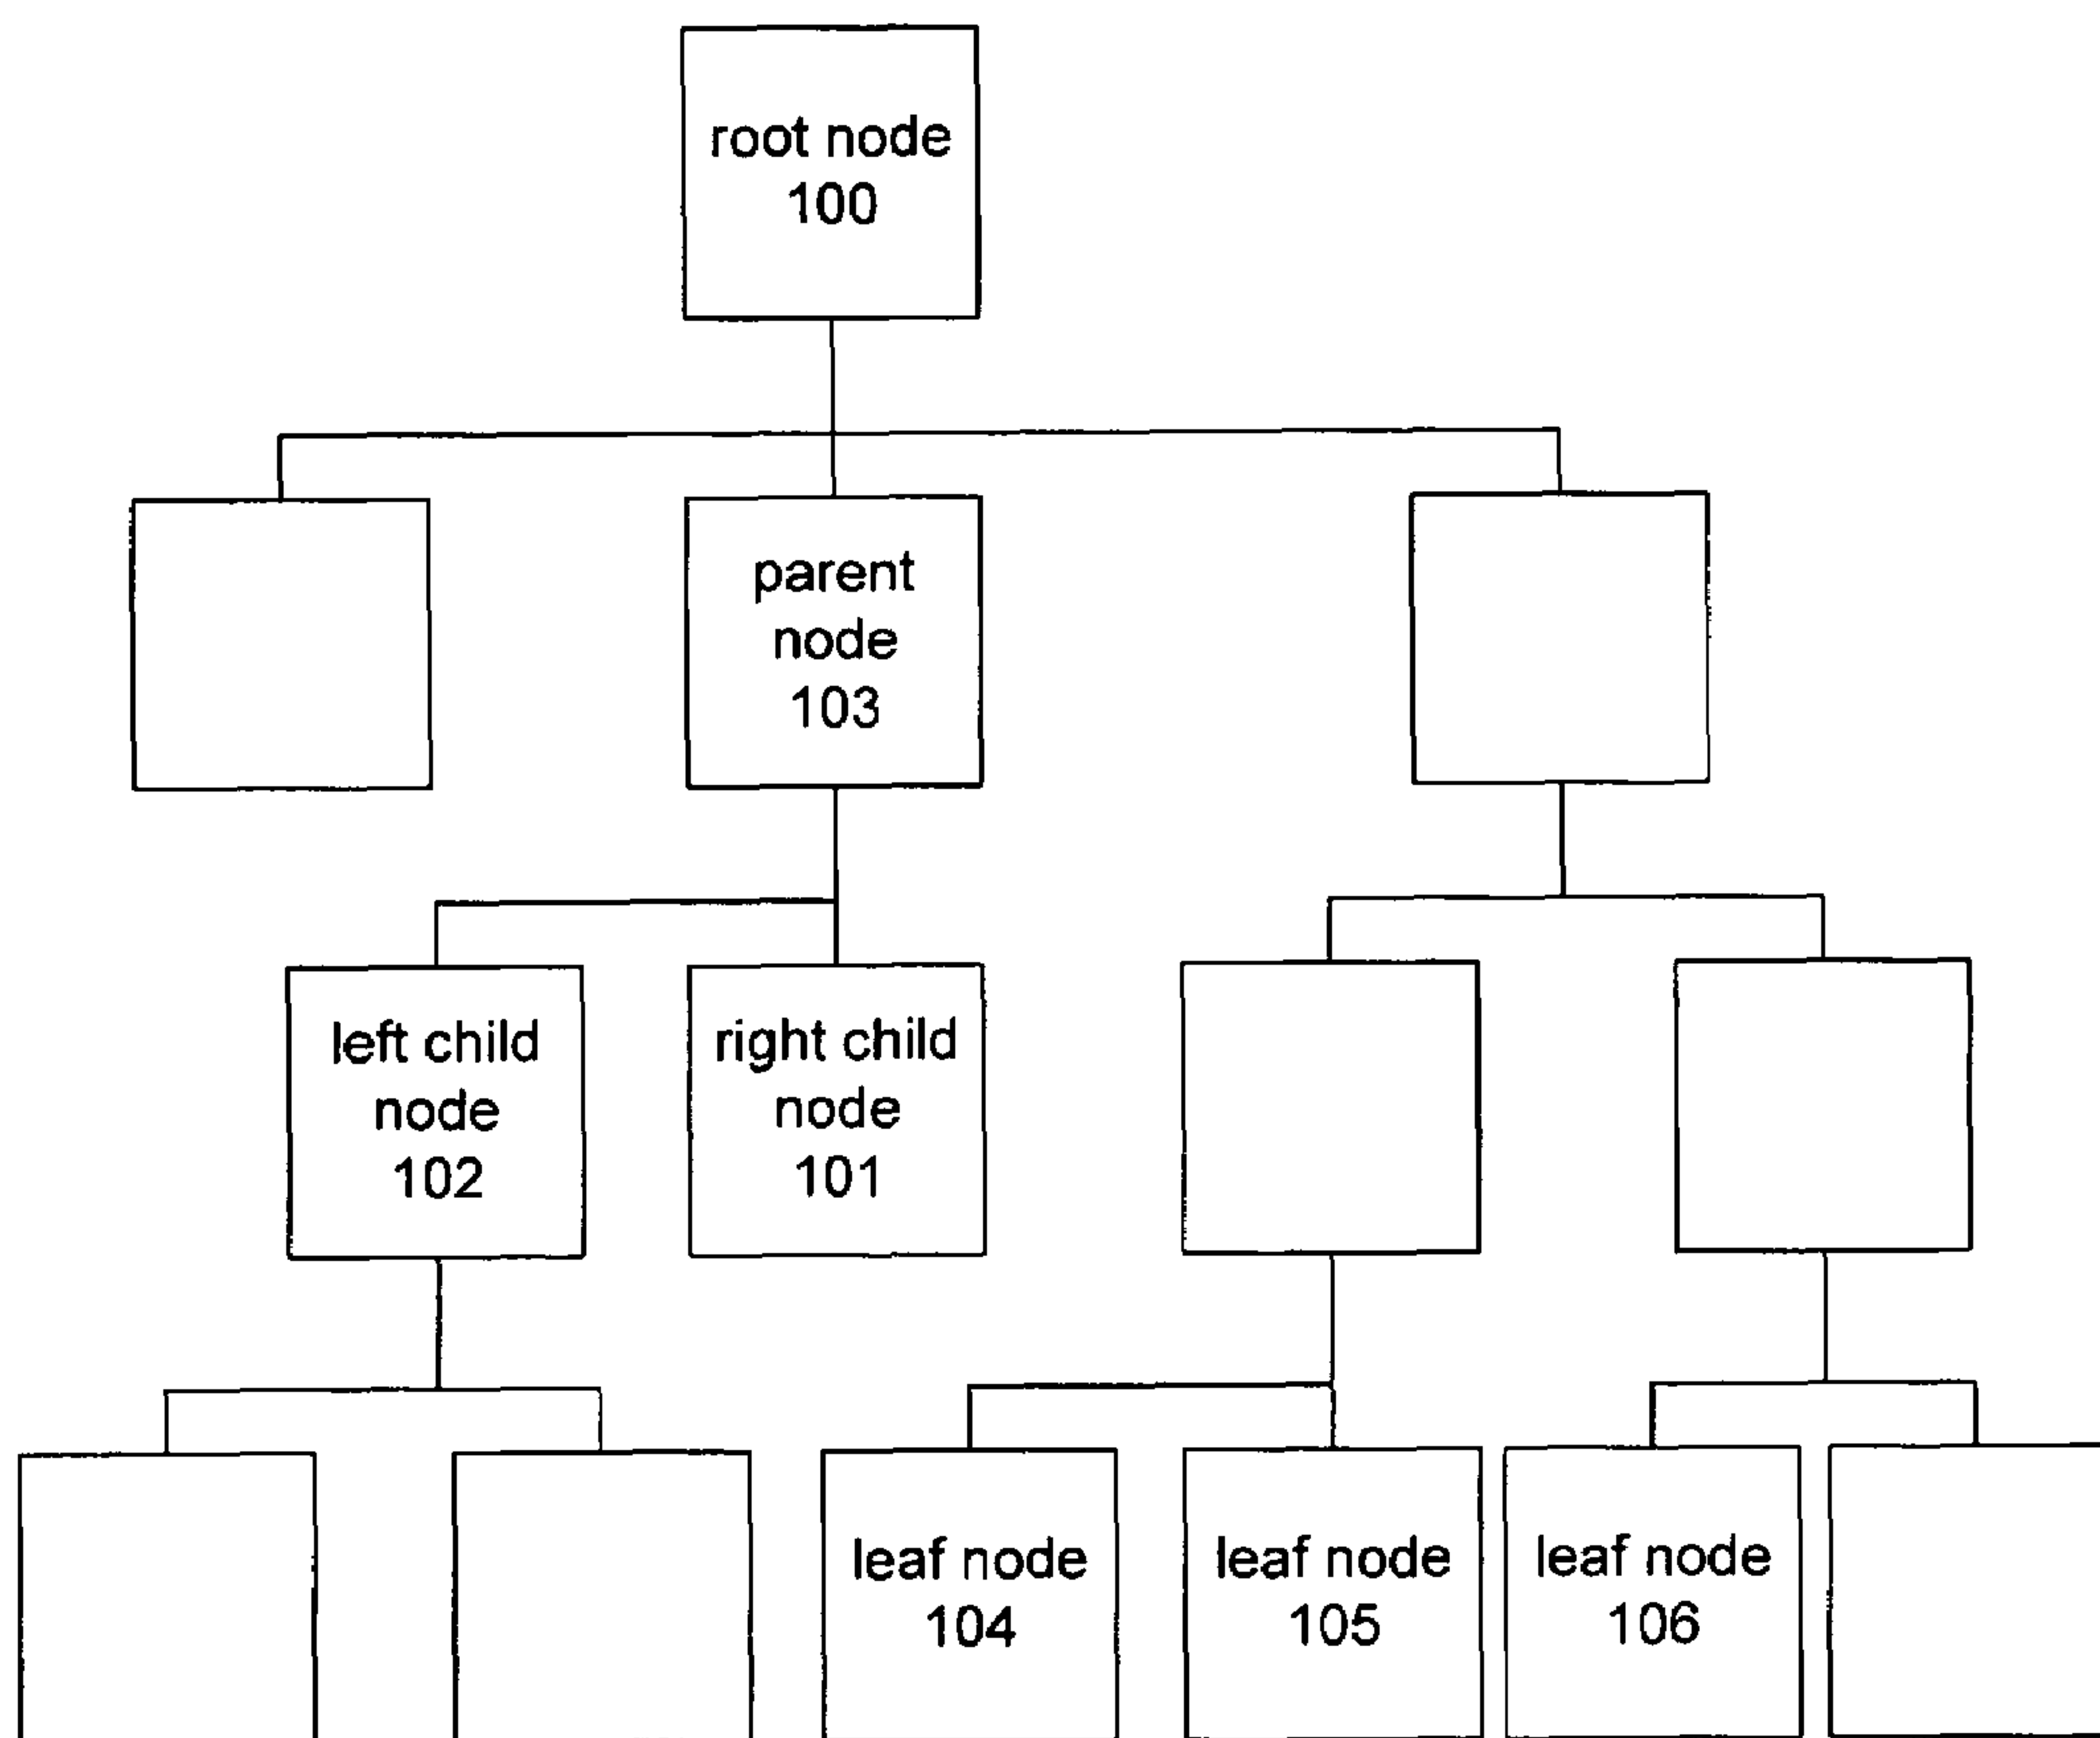 root node
100
parent
node
103
left child
node
102
right child
node
101
leaf node
104
leaf node
105
leaf node
106